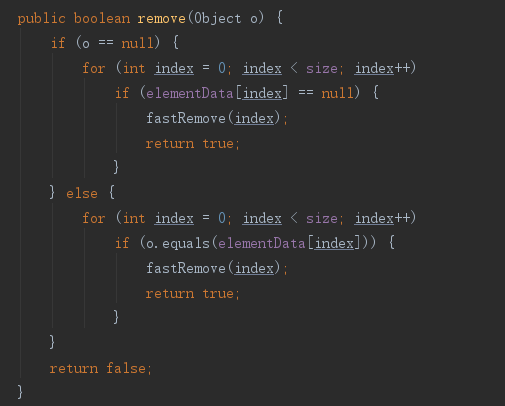 public boolean remove(Object o) {
    if (o == null) {
        for (int index = 0; index < size; index++)
            if (elementData[index] == null) {
                fastRemove(index);
                return true;
            }
    } else {
        for (int index = 0; index < size; index++)
            if (o.equals(elementData[index])) {
                fastRemove(index);
                return true;
            }
    }
    return false;
}